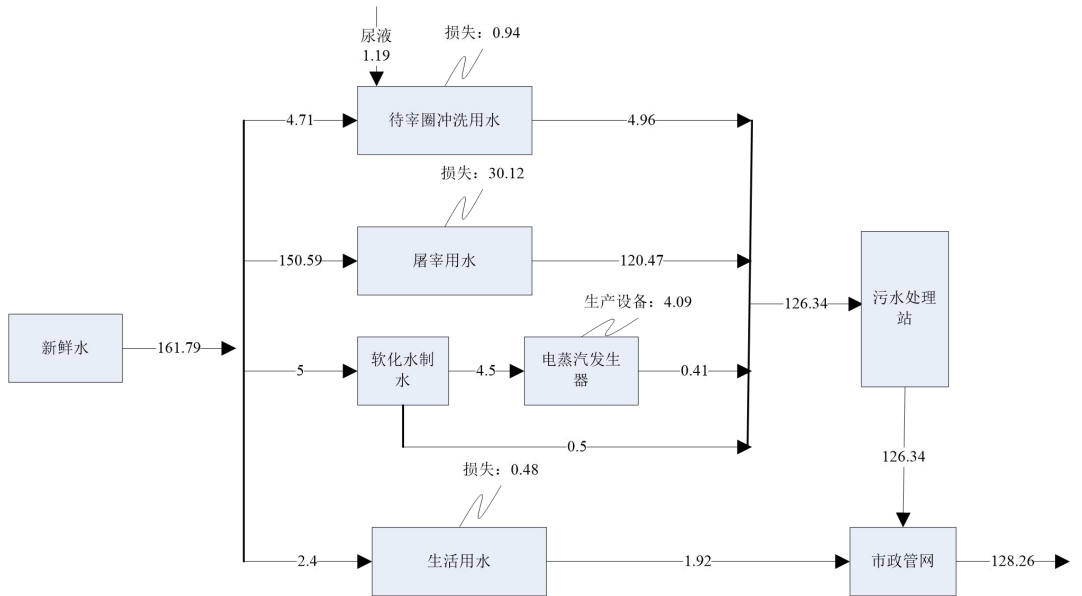 尿液
1.19
损失：0.94
4.71
待宰圈冲洗用水
4.96
损失：30.12
150.59
屠宰用水
120.47
生产设备：4.09
新鲜水
161.79
5
软化水制
水
4.5
电蒸汽发生
器
0.41
126.34
污水处理
站
0.5
126.34
损失：0.48
2.4
生活用水
1.92
市政管网
128.26